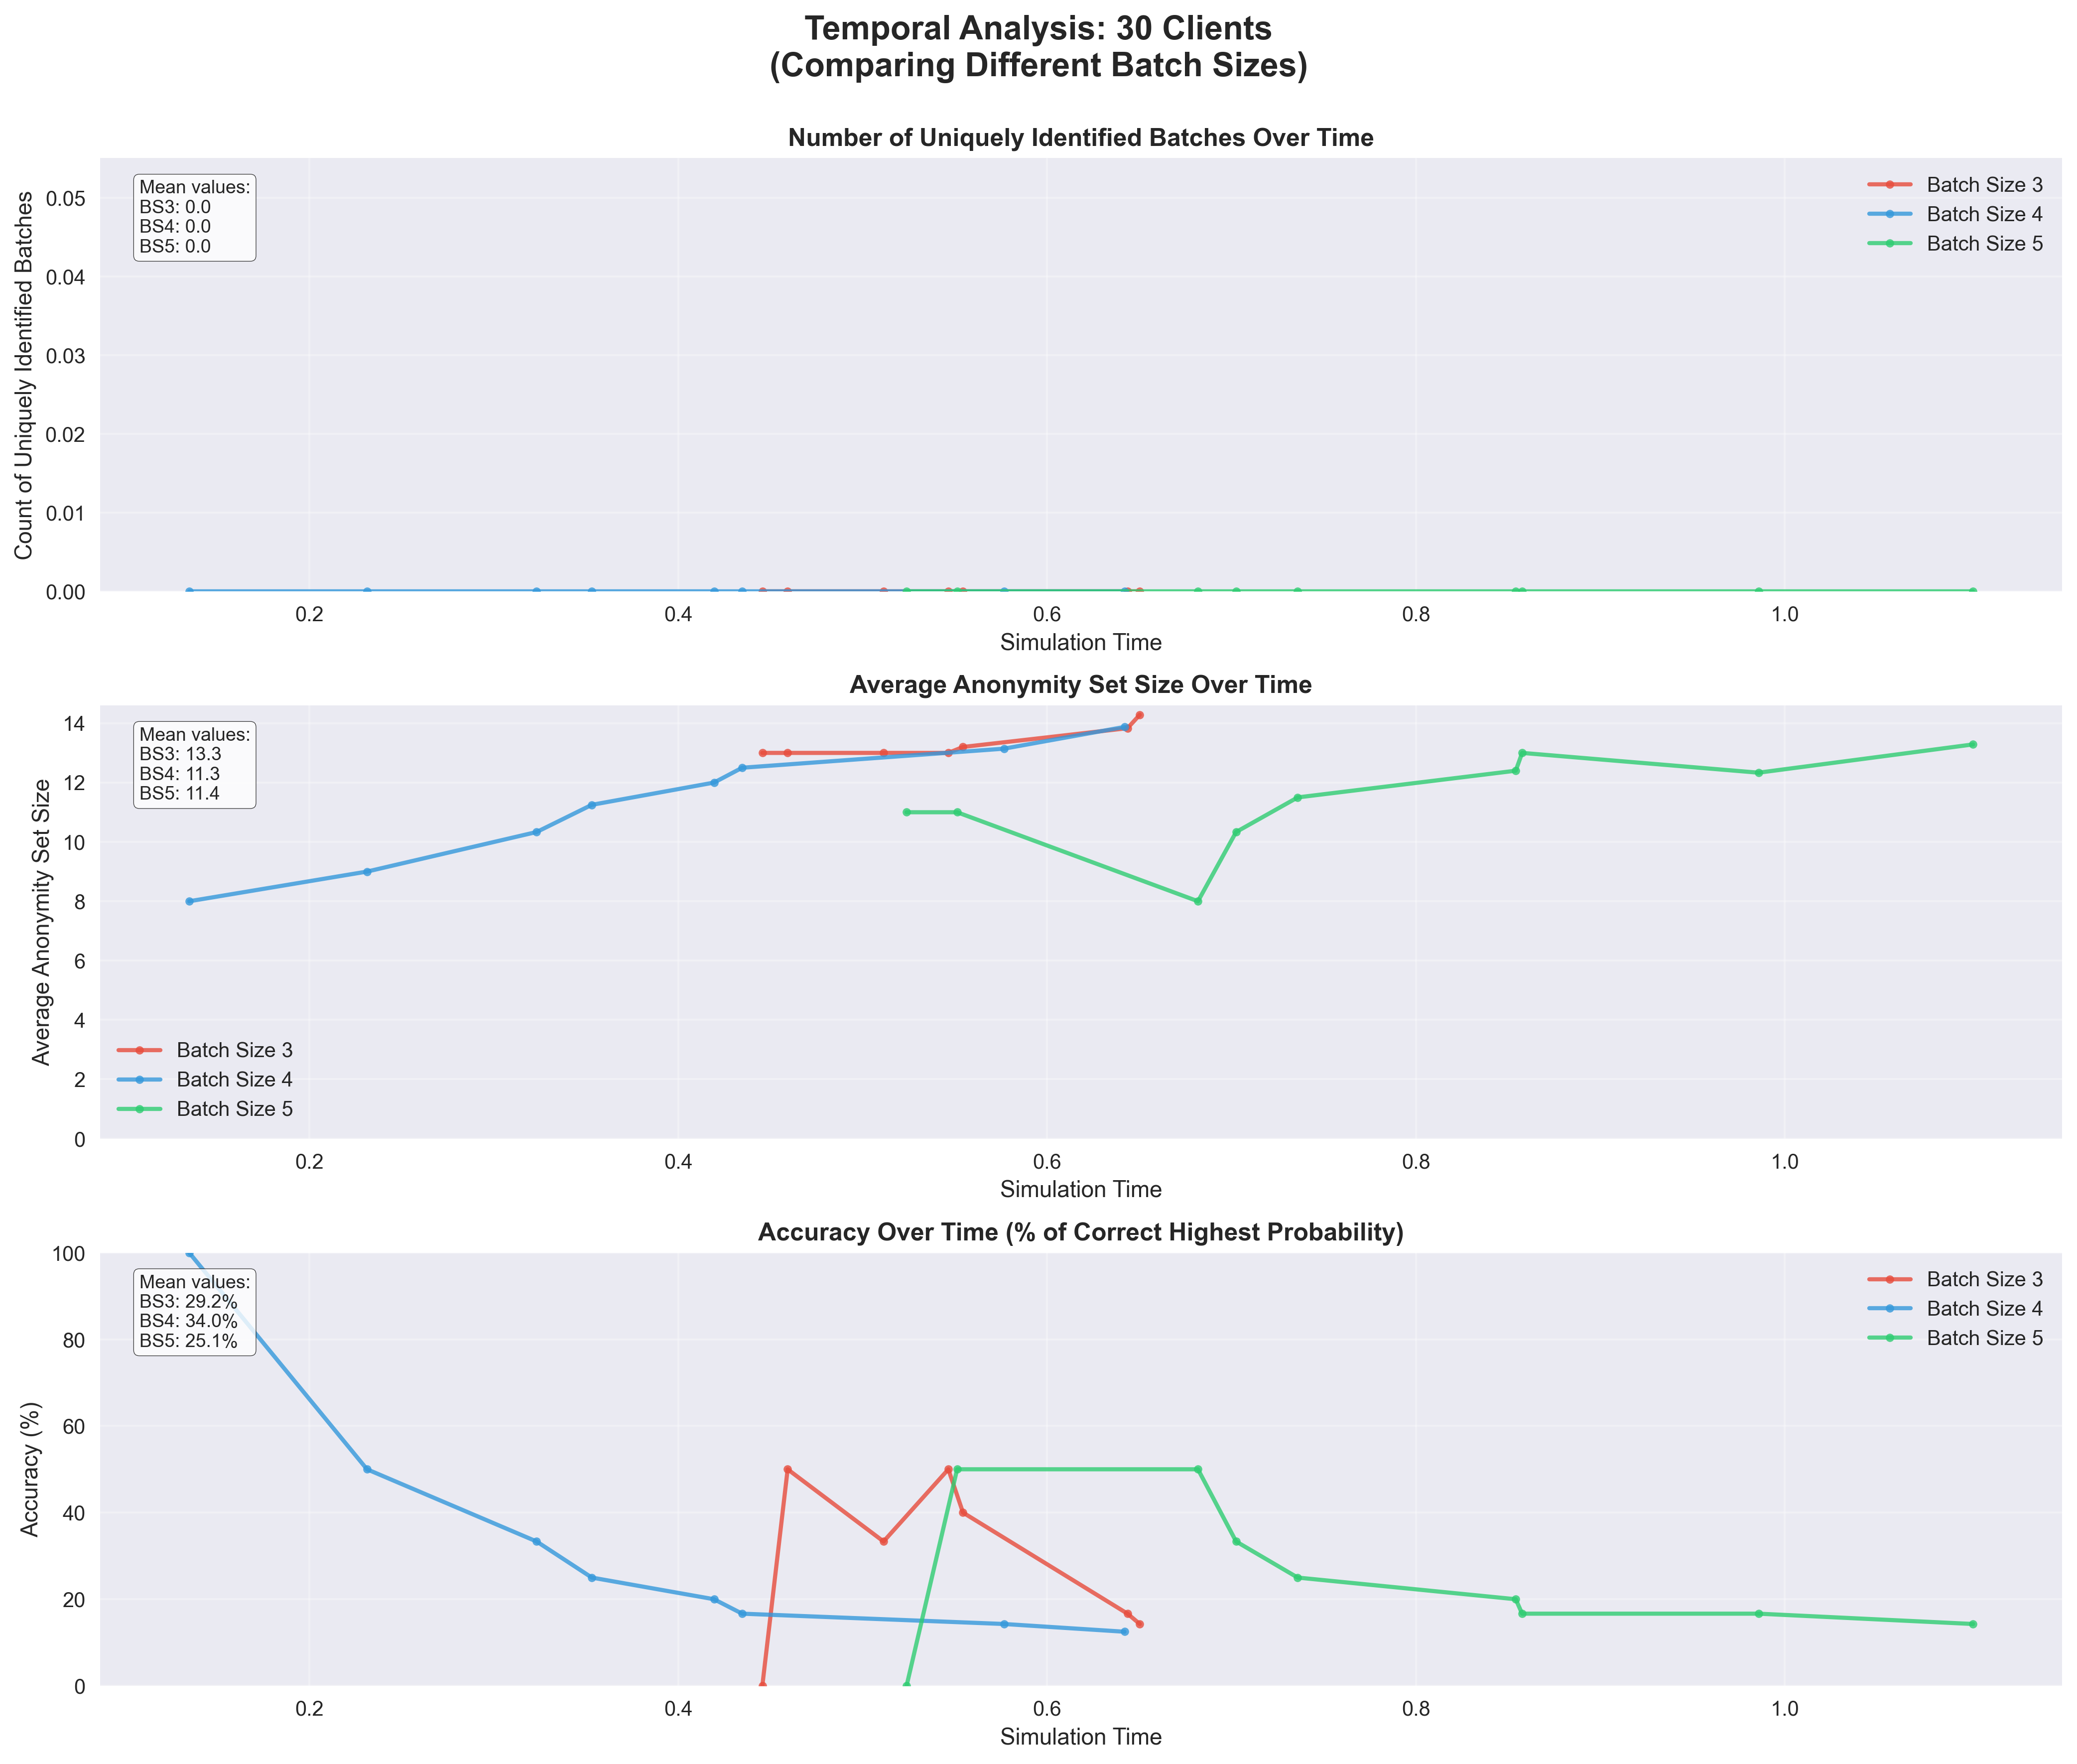 Temporal Analysis: 30 Clients
(Comparing Different Batch Sizes)
Number of Uniquely Identified Batches Over Time
Count of Uniquely Identified Batches
0.05
0.04
0.03
0.02
0.01
0.00
Mean values:
BS3: 0.0
BS4: 0.0
BS5: 0.0
Batch Size 3
Batch Size 4
Batch Size 5
0.2 0.4 0.6 0.8 1.0
Simulation Time
Average Anonymity Set Size Over Time
Average Anonymity Set Size
14
12
10
8
6
4
2
0
Mean values:
BS3: 13.3
BS4: 11.3
BS5: 11.4
Batch Size 3
Batch Size 4
Batch Size 5
0.2 0.4 0.6 0.8 1.0
Simulation Time
Accuracy Over Time (% of Correct Highest Probability)
Accuracy (%)
100
80
60
40
20
0
Mean values:
BS3: 29.2%
BS4: 34.0%
BS5: 25.1%
Batch Size 3
Batch Size 4
Batch Size 5
0.2 0.4 0.6 0.8 1.0
Simulation Time